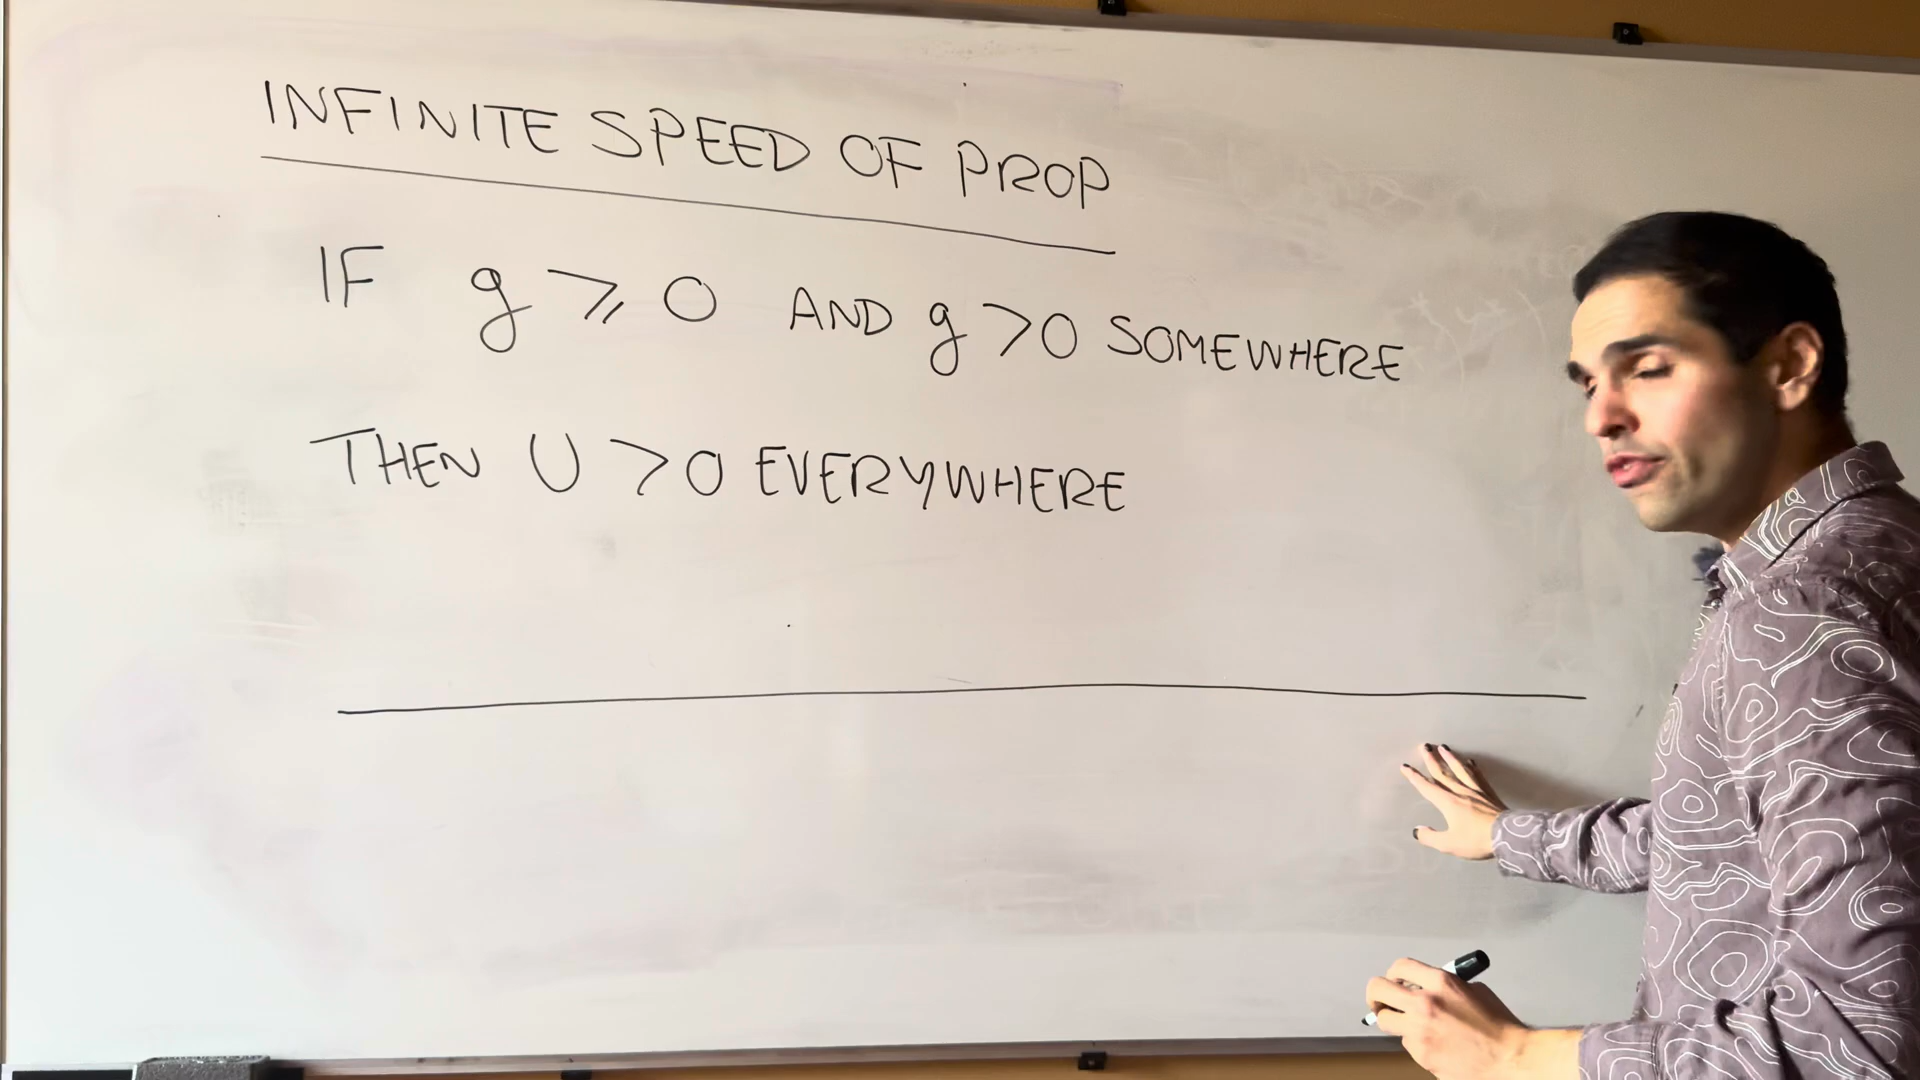 INFINITE SPEED OF PROP
IF g ⩾ 0 AND g > 0 SOMEWHERE
THEN U > 0 EVERYWHERE